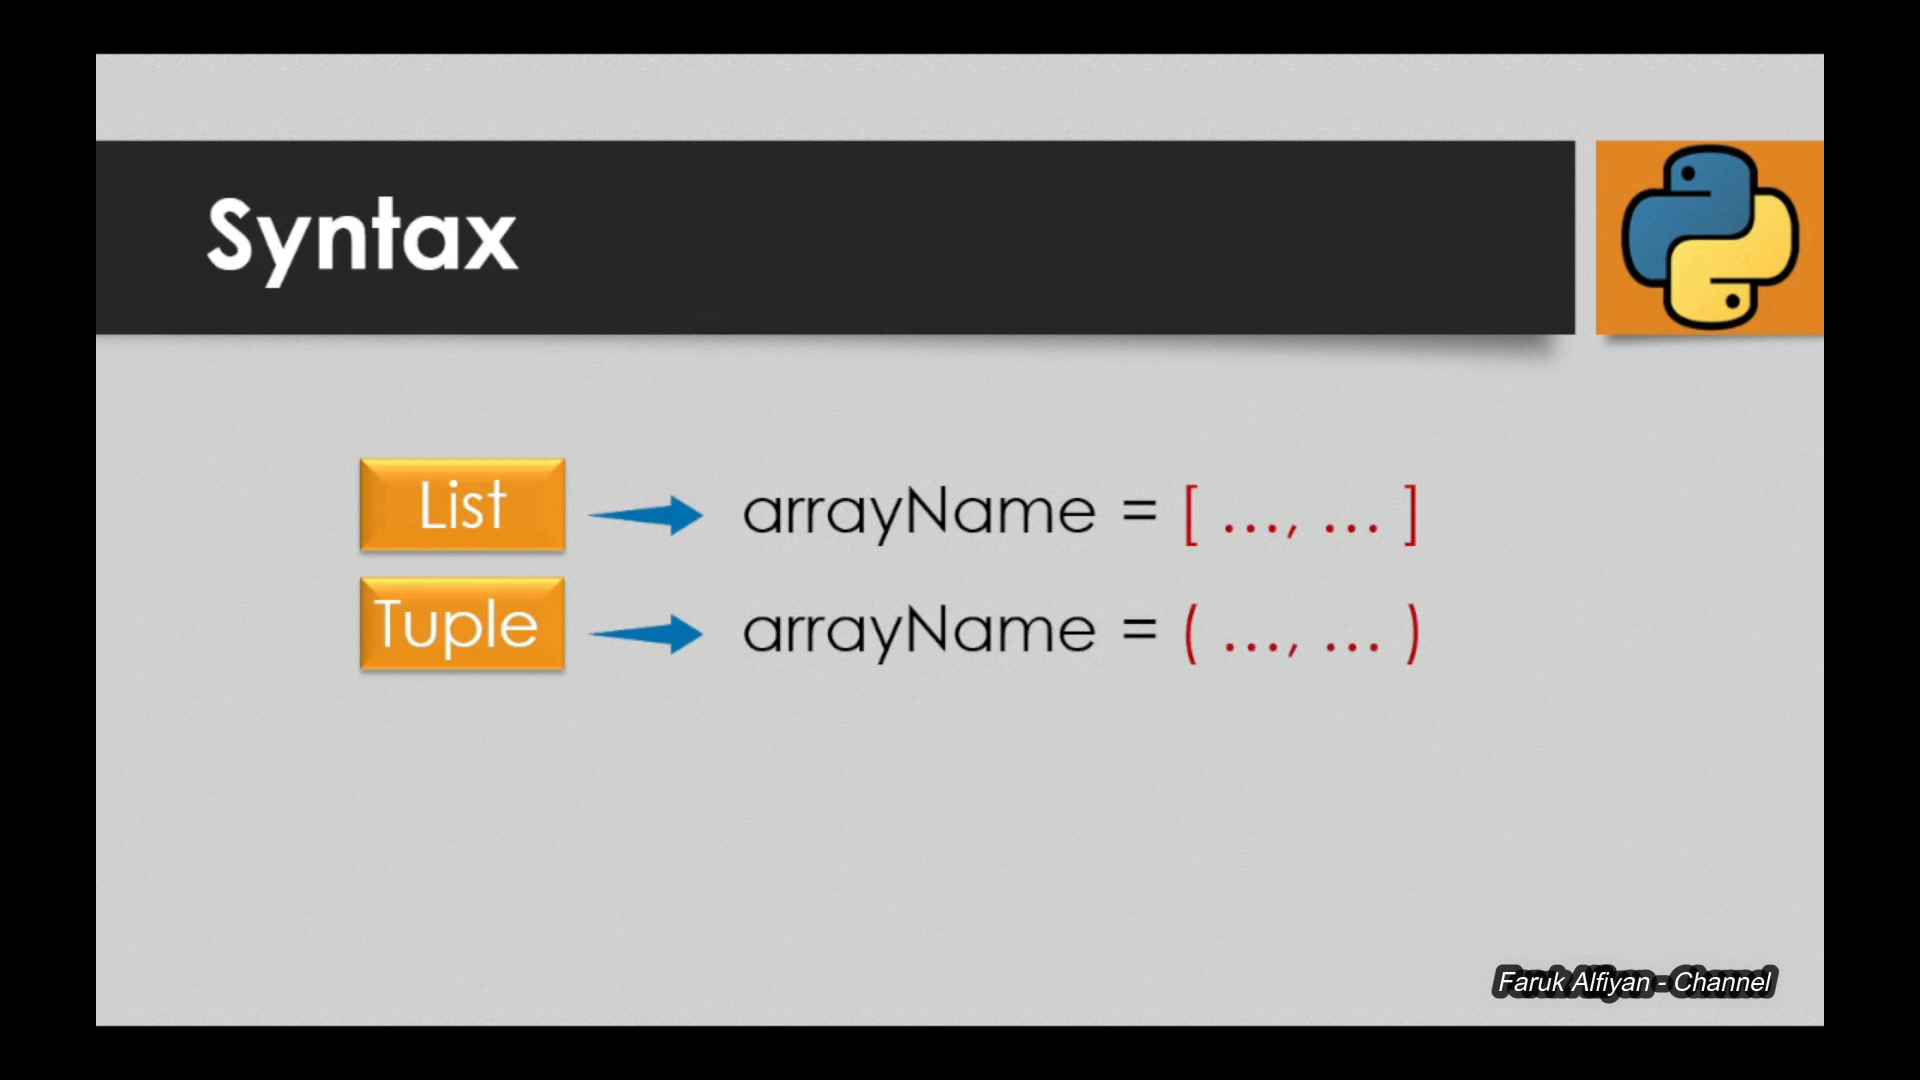 Syntax
List arrayName = [ ..., ... ]
Tuple arrayName = ( ..., ... )
Faruk Alfiyan - Channel